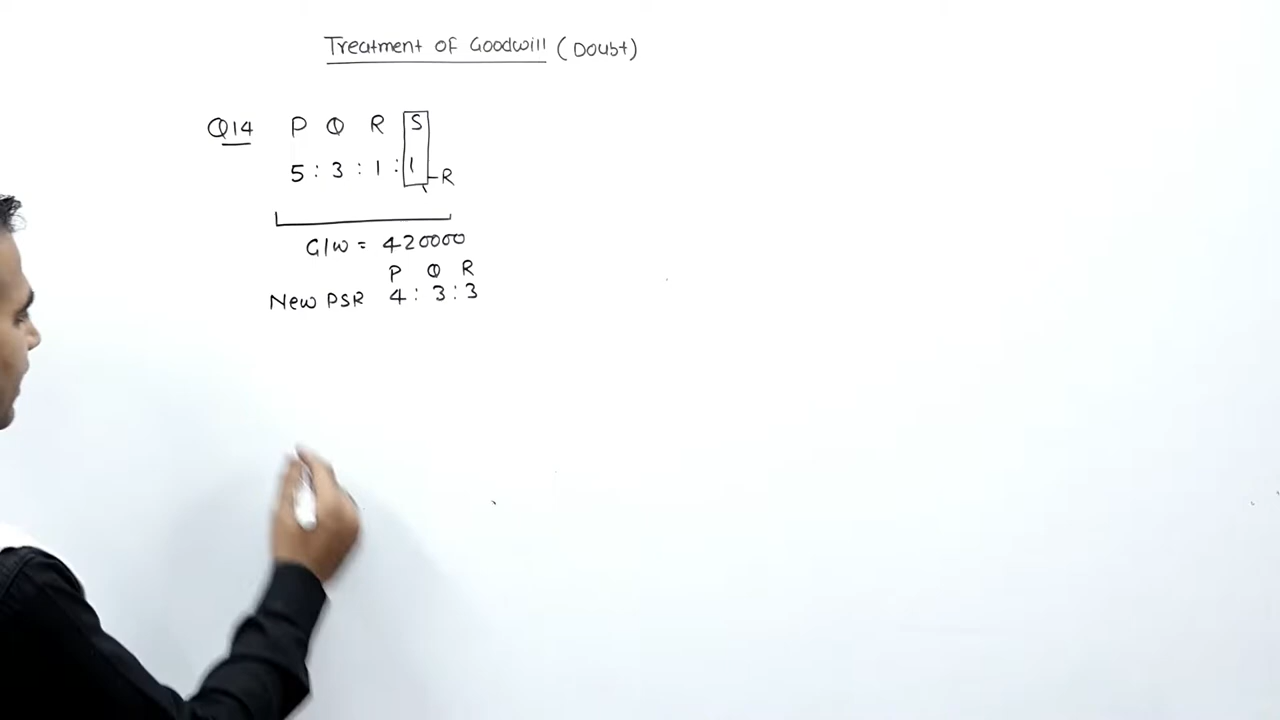 Treatment of Goodwill (Doubt)
Q14 P Q R S
5 : 3 : 1 : 1 R
G/W = 420000
P Q R
New PSR 4 : 3 : 3